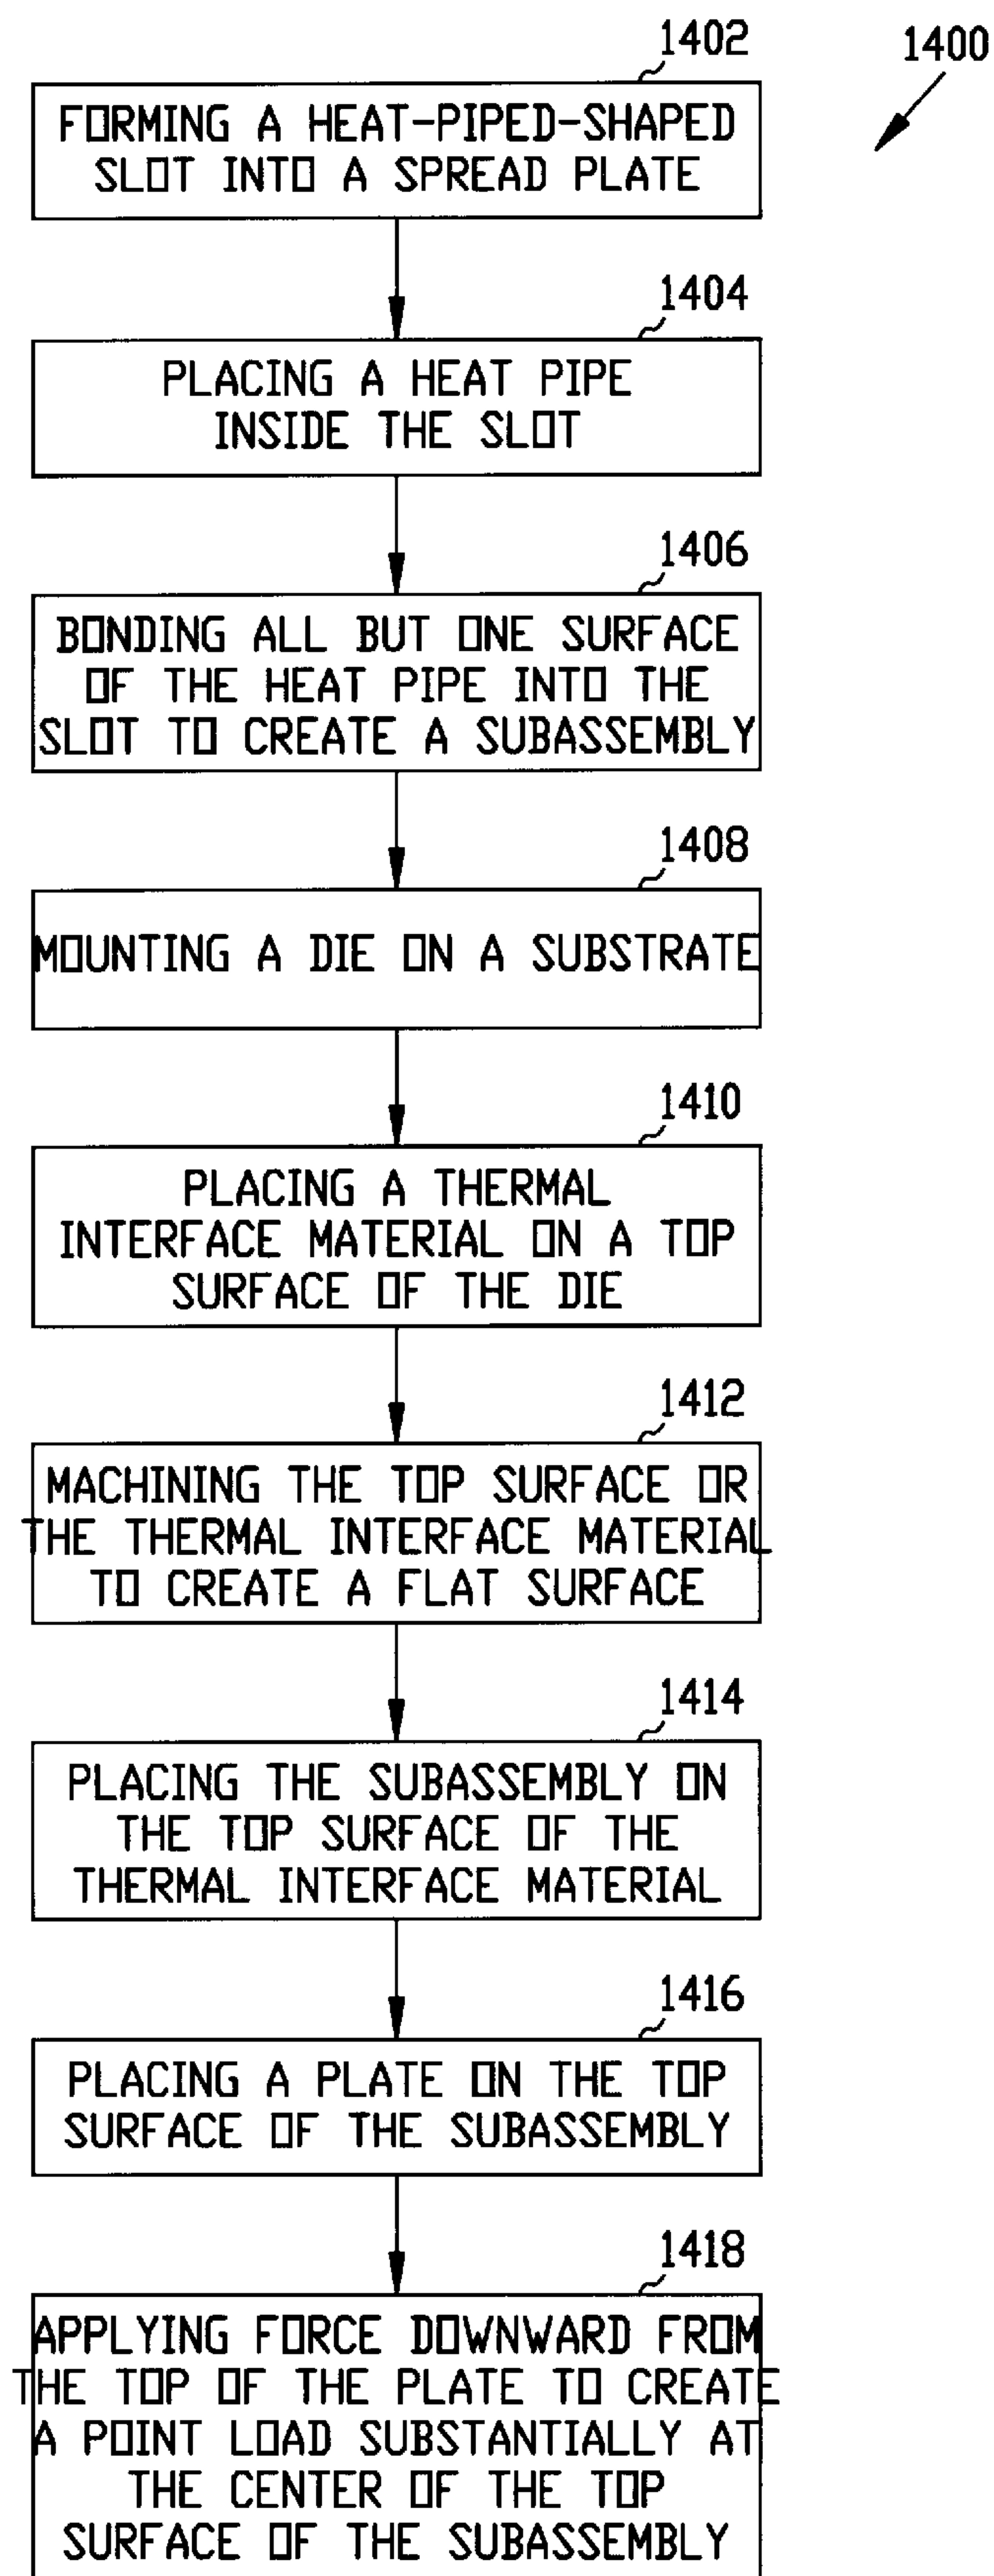 1402
1400
FORMING A HEAT-PIPED-SHAPED
SLOT INTO A SPREAD PLATE
1404
PLACING A HEAT PIPE
INSIDE THE SLOT
1406
BONDING ALL BUT ONE SURFACE
OF THE HEAT PIPE INTO THE
SLOT TO CREATE A SUBASSEMBLY
1408
MOUNTING A DIE ON A SUBSTRATE
1410
PLACING A THERMAL
INTERFACE MATERIAL ON A TOP
SURFACE OF THE DIE
1412
MACHINING THE TOP SURFACE OR
THE THERMAL INTERFACE MATERIAL
TO CREATE A FLAT SURFACE
1414
PLACING THE SUBASSEMBLY ON
THE TOP SURFACE OF THE
THERMAL INTERFACE MATERIAL
1416
PLACING A PLATE ON THE TOP
SURFACE OF THE SUBASSEMBLY
1418
APPLYING FORCE DOWNWARD FROM
THE TOP OF THE PLATE TO CREATE
A POINT LOAD SUBSTANTIALLY AT
THE CENTER OF THE TOP
SURFACE OF THE SUBASSEMBLY